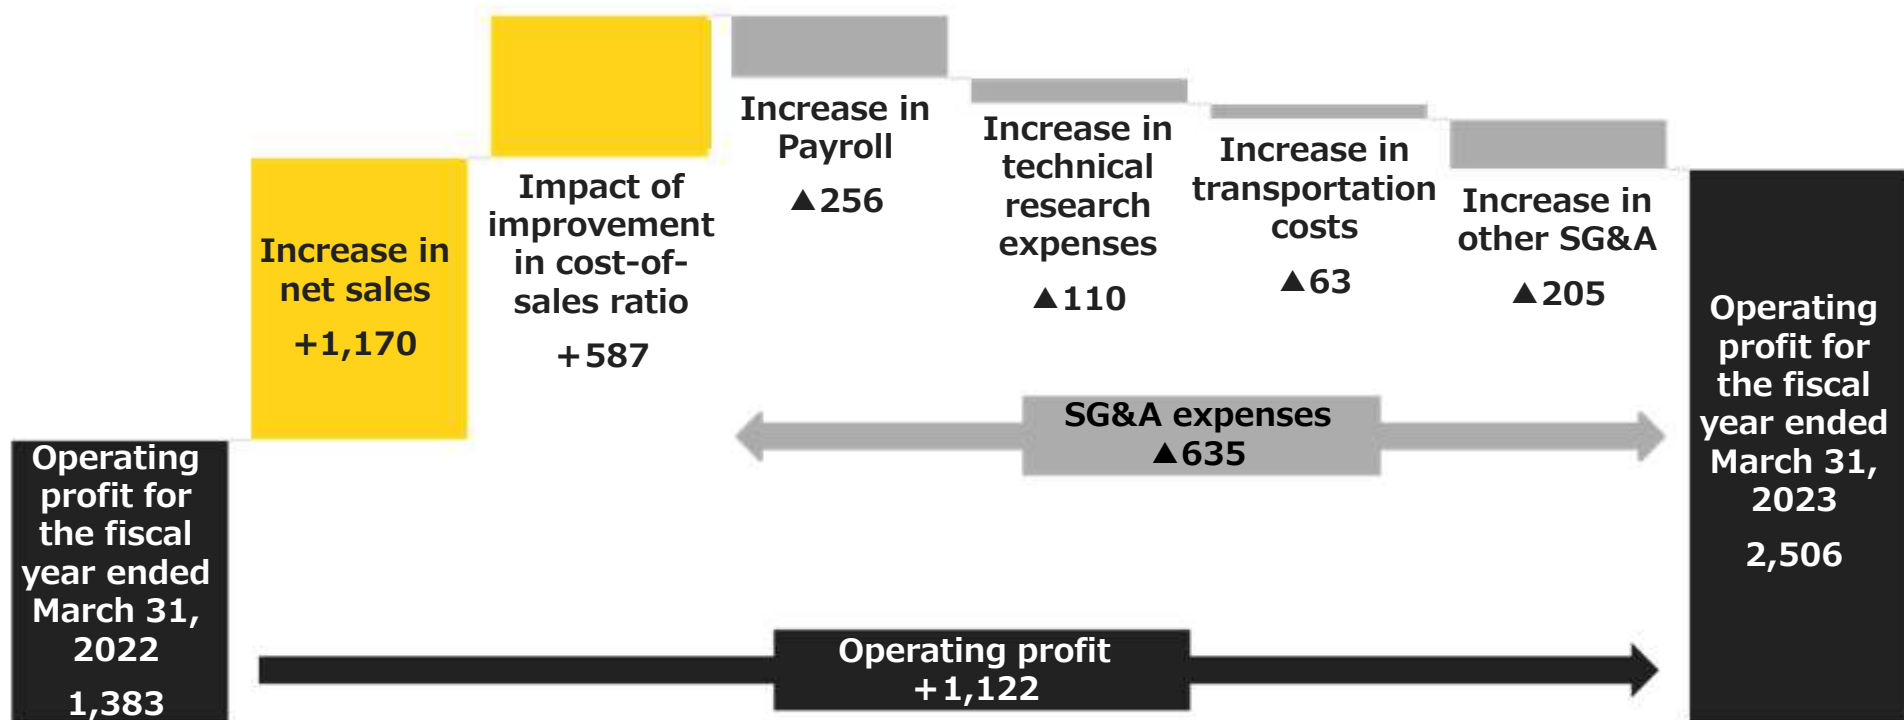 Operating
profit for
the fiscal
year ended
March 31,
2022
1,383
Increase in
net sales
+1,170
Impact of
improvement
in cost-of-
sales ratio
+587
Increase in
Payroll
▲256
Increase in
technical
research
expenses
▲110
Increase in
transportation
costs
▲63
Increase in
other SG&A
▲205
SG&A expenses
▲635
Operating profit
+1,122
Operating
profit for
the fiscal
year ended
March 31,
2023
2,506